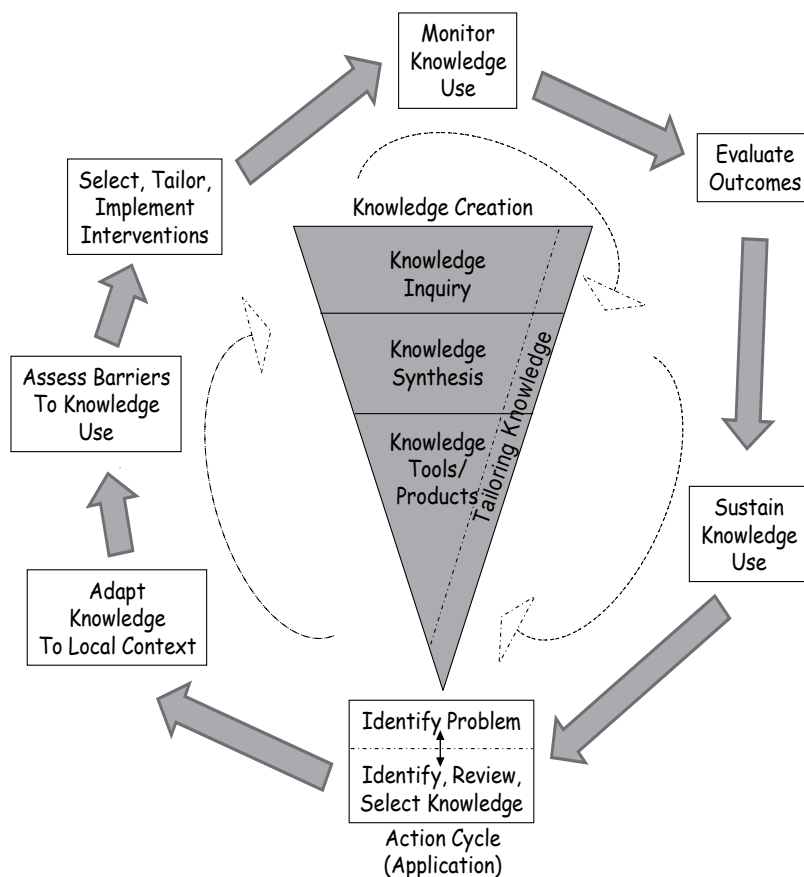 Monitor
Knowledge
Use
Evaluate
Outcomes
Select, Tailor,
Implement
Interventions
Knowledge Creation
Knowledge
Inquiry
Knowledge
Synthesis
Knowledge
Tools/
Products
Tailoring Knowledge
Assess Barriers
To Knowledge
Use
Sustain
Knowledge
Use
Adapt
Knowledge
To Local Context
Identify Problem
Identify, Review,
Select Knowledge
Action Cycle
(Application)